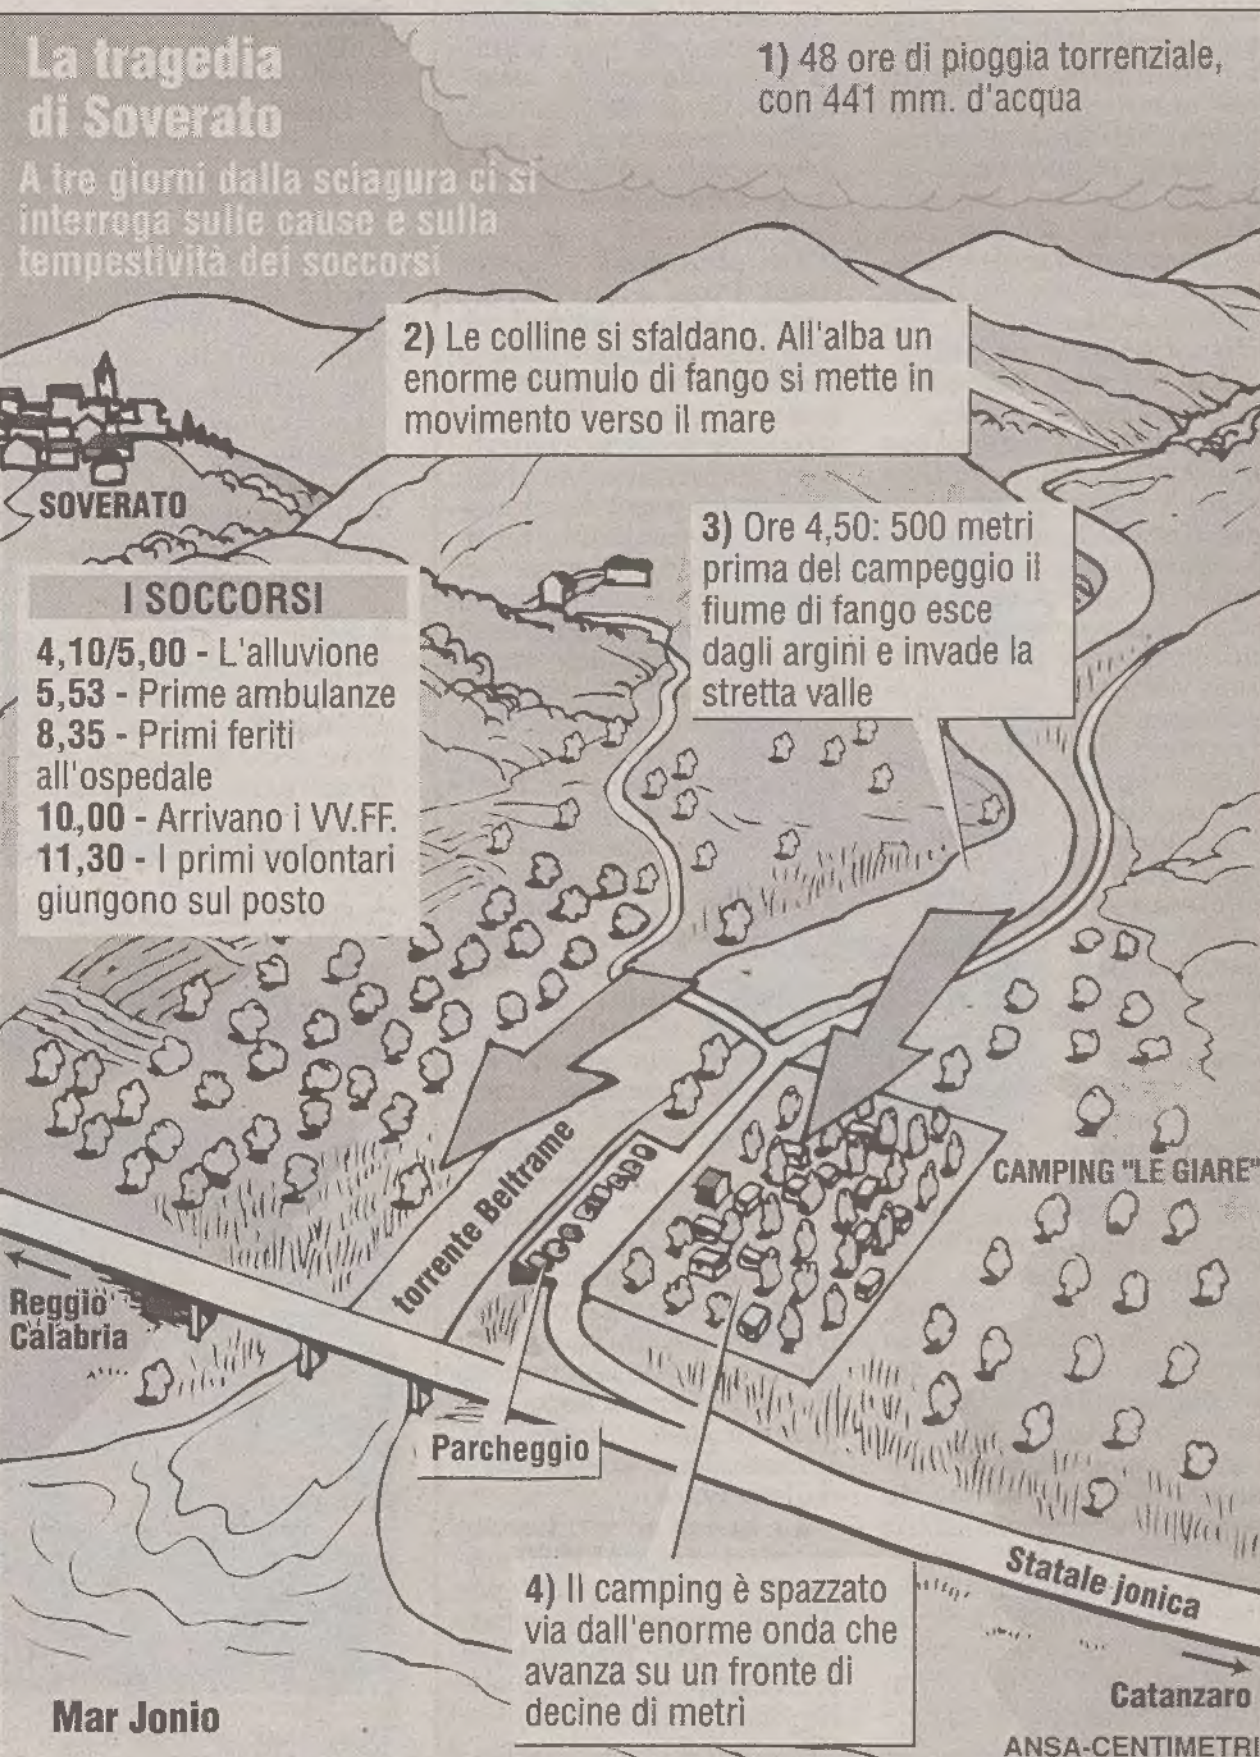 La tragedia
di Soverato
A tre giorni dalla sciagura ci si
interroga sulle cause e sulla
tempestività dei soccorsi
1) 48 ore di pioggia torrenziale,
con 441 mm. d'acqua
2) Le colline si sfaldano. All'alba un
enorme cumulo di fango si mette in
movimento verso il mare
SOVERATO
3) Ore 4,50: 500 metri
prima del campeggio il
fiume di fango esce
dagli argini e invade la
stretta valle
I SOCCORSI
4,10/5,00 - L'alluvione
5,53 - Prime ambulanze
8,35 - Primi feriti
all'ospedale
10,00 - Arrivano i VV.FF.
11,30 - I primi volontari
giungono sul posto
torrente Beltrame
CAMPING "LE GIARE"
Reggio
Calabria
Parcheggio
Statale jonica
4) Il camping è spazzato
via dall'enorme onda che
avanza su un fronte di
decine di metri
Mar Jonio
Catanzaro
ANSA-CENTIMETRI